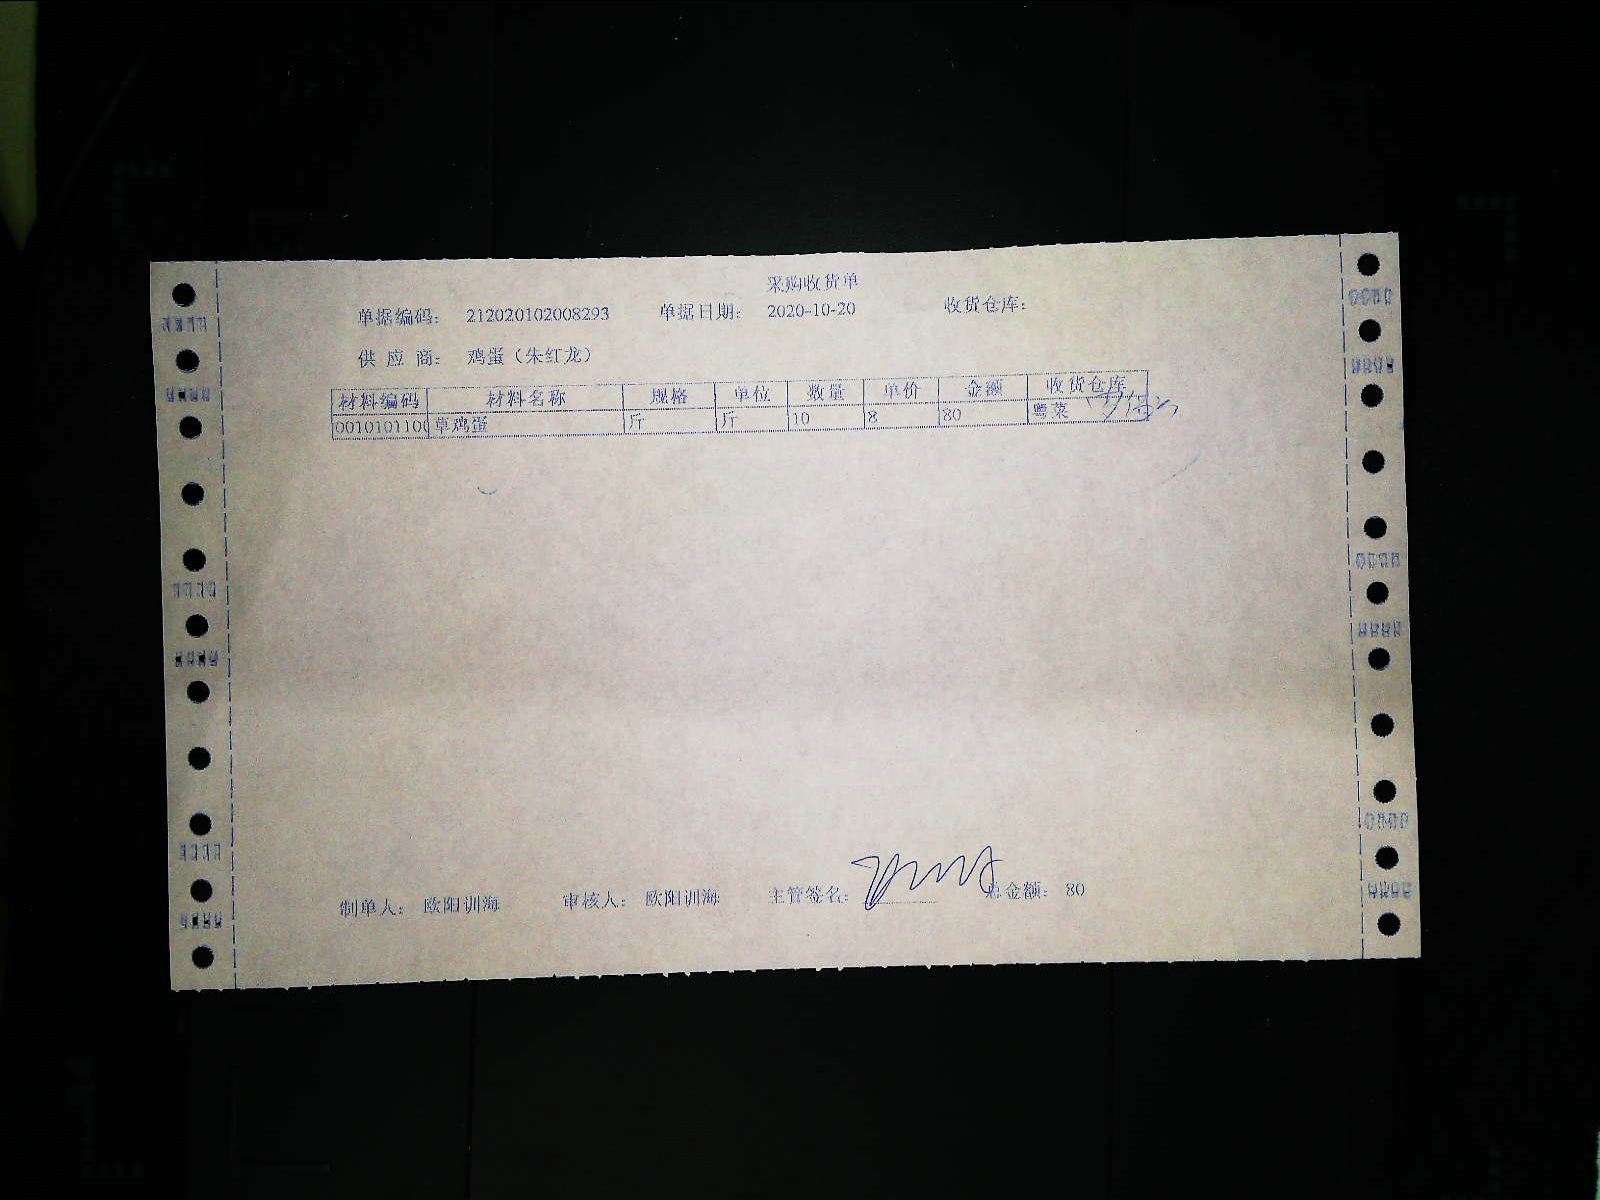 采购收货单
单据编码： 212020102008293 单据日期： 2020-10-20 收货仓库：
供 应 商： 鸡蛋（朱红龙）
材料编码 材料名称 规格 单位 数量 单价 金额 收货仓库
0010101100 草鸡蛋 斤 斤 10 8 80 粤菜
制单人： 欧阳训海 审核人： 欧阳训海 主管签名： 总金额： 80